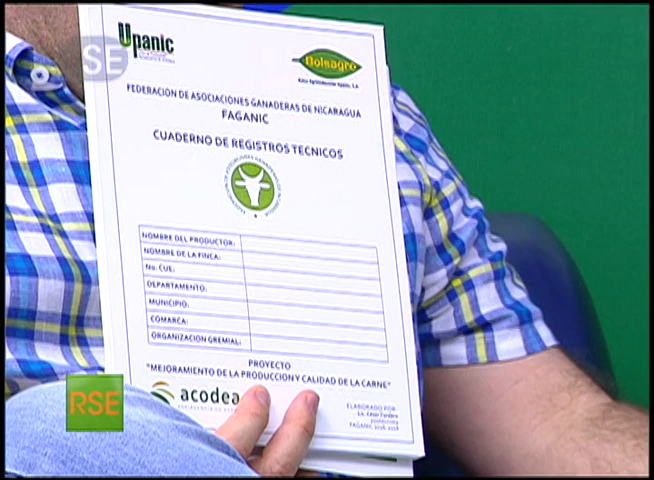 SE
Upanic
Bolsagro
FEDERACION DE ASOCIACIONES GANADERAS DE NICARAGUA
FAGANIC
CUADERNO DE REGISTROS TECNICOS
NOMBRE DEL PRODUCTOR:
NOMBRE DE LA FINCA:
No. CUE:
DEPARTAMENTO:
MUNICIPIO:
COMARCA:
ORGANIZACION GREMIAL:
PROYECTO
"MEJORAMIENTO DE LA PRODUCCION Y CALIDAD DE LA CARNE"
acodea
ELABORADO POR:
RSE